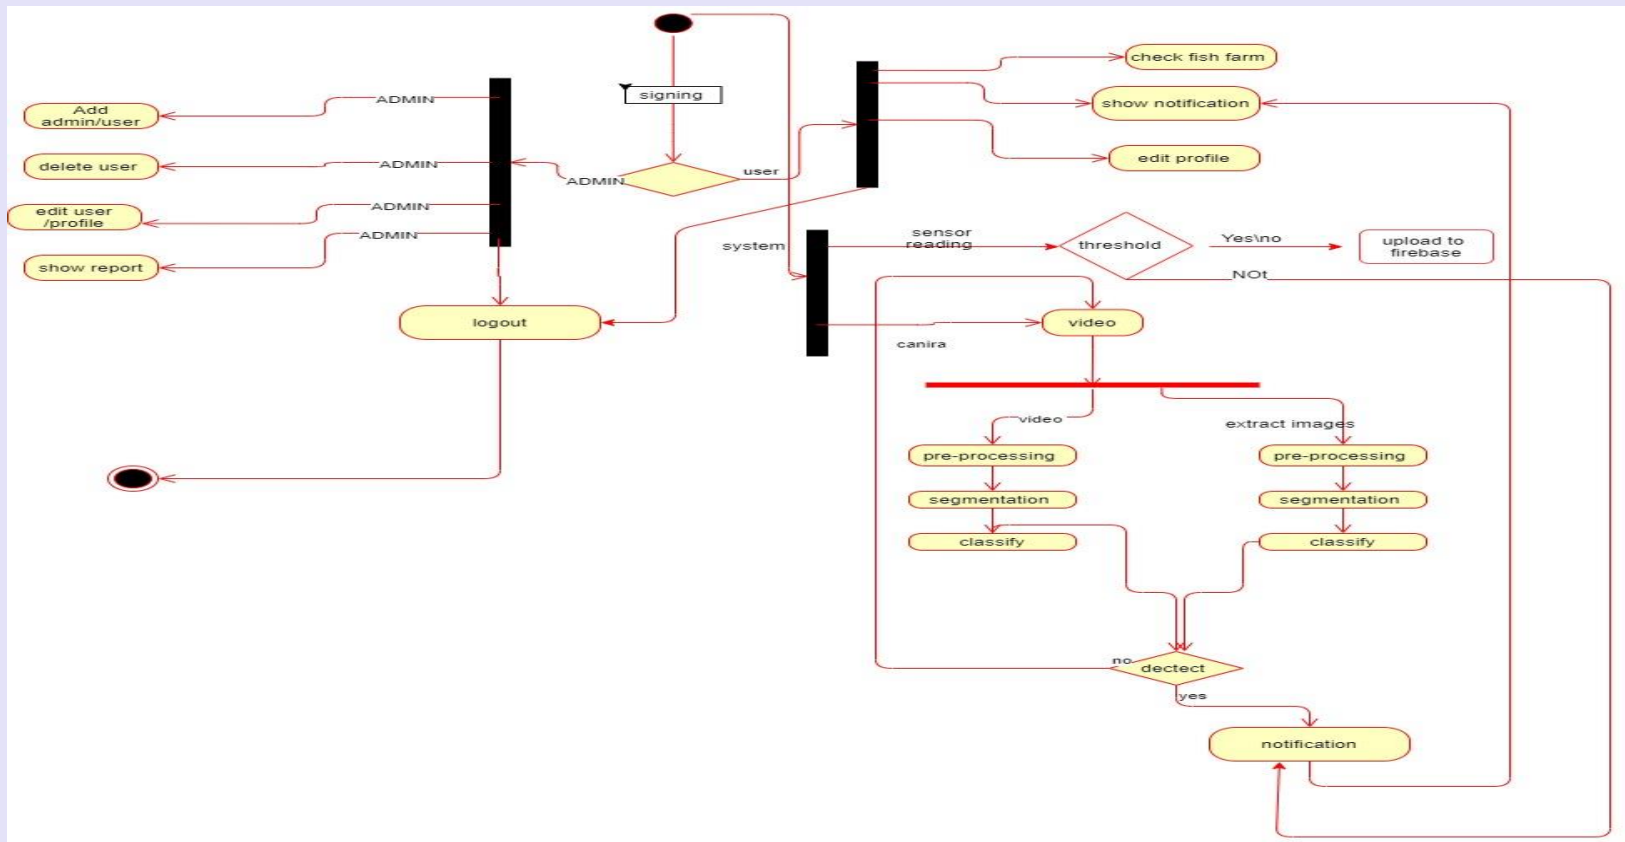 signing
ADMIN
user
ADMIN
Add
admin/user
ADMIN
delete user
ADMIN
edit user
/profile
ADMIN
show report
logout
check fish farm
show notification
edit profile
system
sensor
reading
threshold
Yes\no
upload to
firebase
NOt
canira
video
video
extract images
pre-processing
pre-processing
segmentation
segmentation
classify
classify
no
dectect
yes
notification